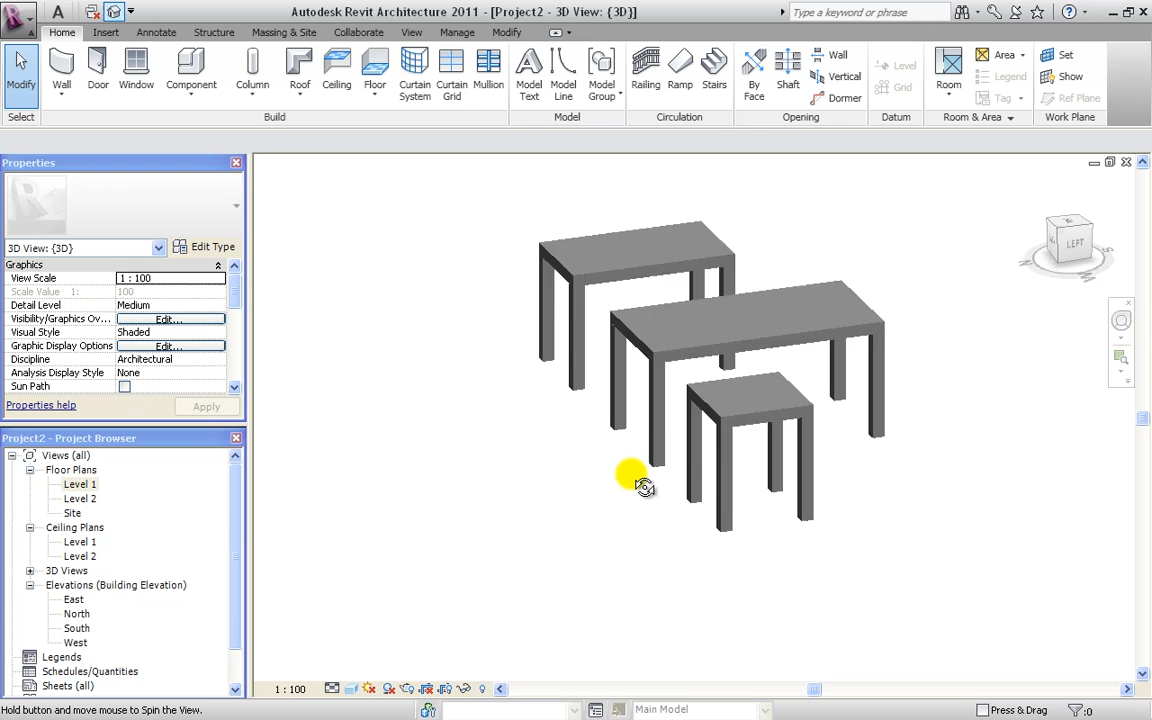 Autodesk Revit Architecture 2011 - [Project2 - 3D View: {3D}]
Type a keyword or phrase
Home Insert Annotate Structure Massing & Site Collaborate View Manage Modify
Modify
Wall
Door
Window
Component
Column
Roof
Ceiling
Floor
Curtain System
Curtain Grid
Mullion
Model Text
Model Line
Model Group
Railing
Ramp
Stairs
By Face
Shaft
Wall
Vertical
Dormer
Level
Grid
Room
Area
Legend
Tag
Set
Show
Ref Plane
Select Build Model Circulation Opening Datum Room & Area Work Plane
Properties
3D View: {3D} Edit Type
Graphics
View Scale 1 : 100
Scale Value 1: 100
Detail Level Medium
Visibility/Graphics Ov... Edit...
Visual Style Shaded
Graphic Display Options Edit...
Discipline Architectural
Analysis Display Style None
Sun Path
Properties help Apply
Project2 - Project Browser
Views (all)
Floor Plans
Level 1
Level 2
Site
Ceiling Plans
Level 1
Level 2
3D Views
Elevations (Building Elevation)
East
North
South
West
Legends
Schedules/Quantities
Sheets (all)
LEFT
1 : 100
Hold button and move mouse to Spin the View.
Main Model
Press & Drag
:0